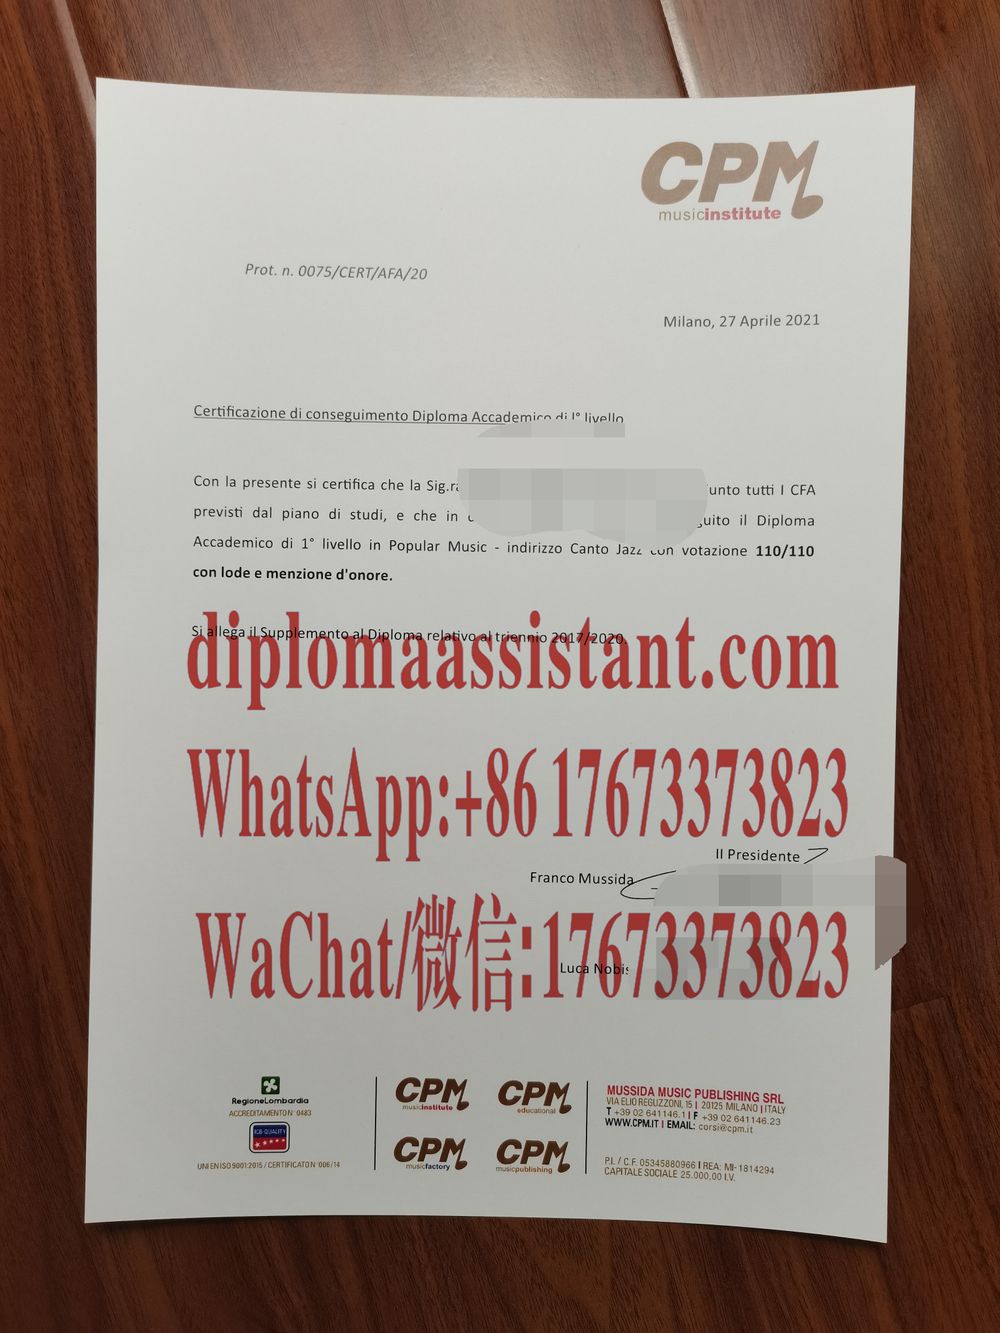 CPM
musicinstitute
Prot. n. 0075/CERT/AFA/20
Milano, 27 Aprile 2021
Certificazione di conseguimento Diploma Accademico di I° livello
Con la presente si certifica che la Sig.ra unto tutti I CFA
previsti dal piano di studi, e che in guito il Diploma
Accademico di 1° livello in Popular Music - indirizzo Canto Jazz con votazione 110/110
con lode e menzione d'onore.
Si allega il Supplemento al Diploma relativo al triennio 2017/2020.
diplomaassistant.com
WhatsApp:+86 17673373823
Il Presidente
Franco Mussida
WaChat/微信:17673373823
Luca Nobis
RegioneLombardia
ACCREDITAMENTO N° 0483
UNI EN ISO 9001:2015 / CERTIFICATO N °006/14
CPM
musicinstitute
CPM
educational
CPM
musicfactory
CPM
musicpublishing
MUSSIDA MUSIC PUBLISHING SRL
VIA ELIO REGUZZONI, 15 | 20125 MILANO | ITALY
T +39 02 641146.1 | F +39 02 641146.23
WWW.CPM.IT | EMAIL: corsi@cpm.it
P.I. / C.F. 05345880966 | REA: MI- 1814294
CAPITALE SOCIALE 25.000,00 I.V.